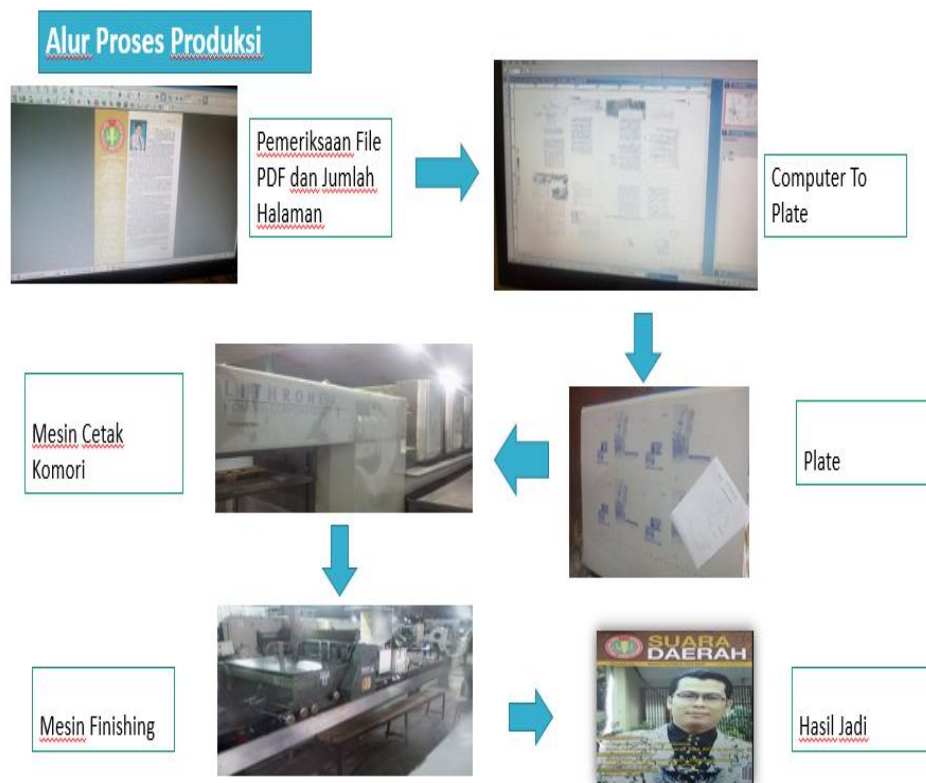 Alur Proses Produksi
Pemeriksaan File
PDF dan Jumlah
Halaman
Computer To
Plate
LITHRONE
Mesin Cetak
Komori
Plate
Mesin Finishing
SUARA
DAERAH
Hasil Jadi